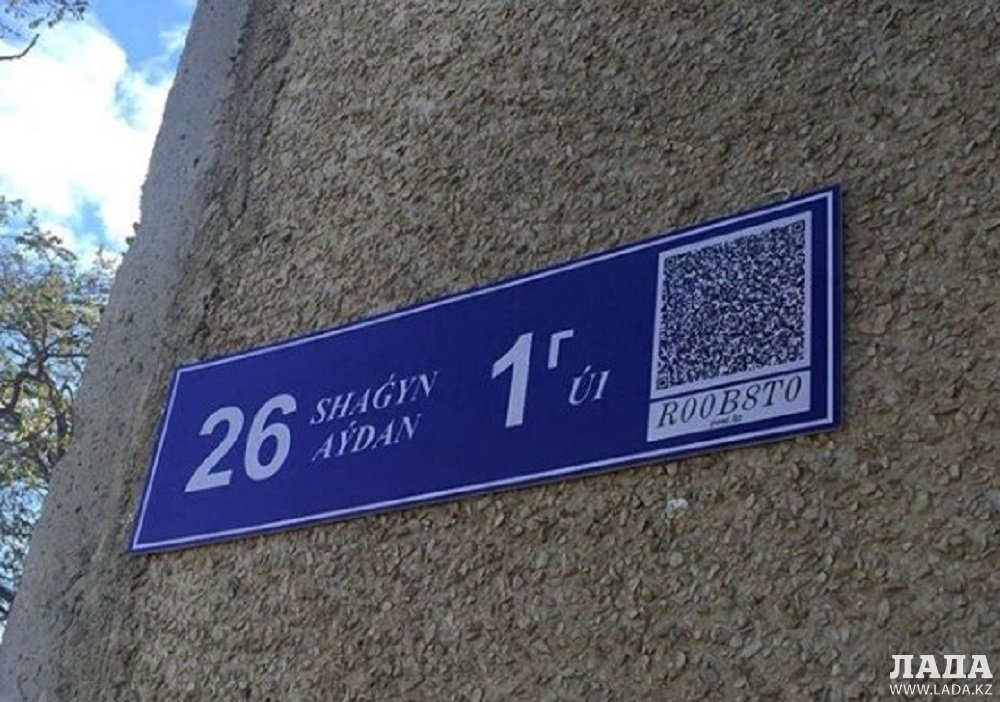 26 SHAǴYN
AÝDAN
1г ÚI
R00B8T0
ЛАДА
WWW.LADA.KZ